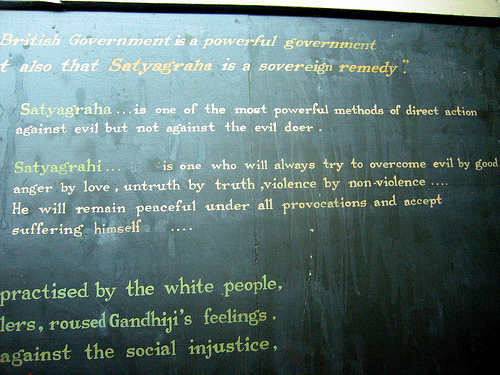 British Government is a powerful government
t also that Satyagraha is a sovereign remedy".
Satyagraha ... is one of the most powerful methods of direct action
against evil but not against the evil doer .
Satyagrahi ... is one who will always try to overcome evil by good
anger by love , untruth by truth ,violence by non-violence ....
He will remain peaceful under all provocations and accept
suffering himself ....
practised by the white people,
lers, roused Gandhiji's feelings .
against the social injustice,